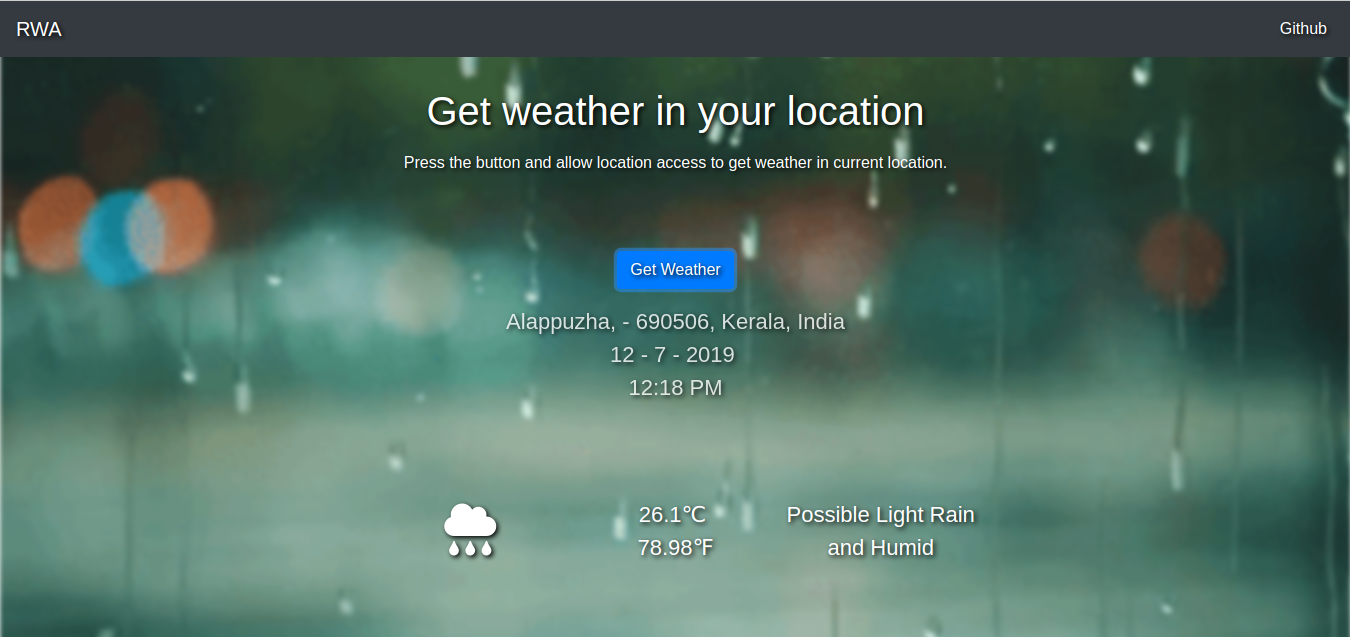 RWA
Github
Get weather in your location
Press the button and allow location access to get weather in current location.
Get Weather
Alappuzha, - 690506, Kerala, India
12 - 7 - 2019
12:18 PM
26.1℃
78.98℉
Possible Light Rain
and Humid